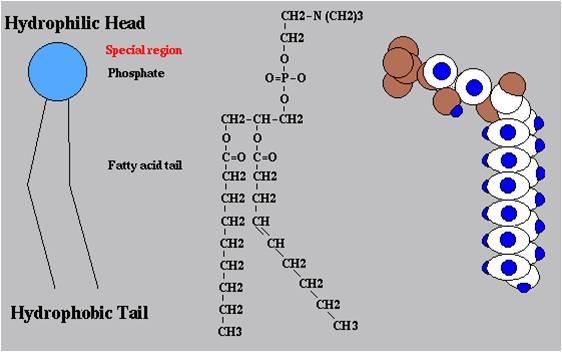 Hydrophilic Head
Special region
Phosphate
Fatty acid tail
Hydrophobic Tail
CH2-N (CH2)3
CH2
O
O=P-O
O
CH2-CH-CH2
O O
C=O C=O
CH2 CH2
CH2 CH2
CH2 CH
CH2 CH
CH2 CH2
CH2 CH2
CH2 CH2
CH3 CH3